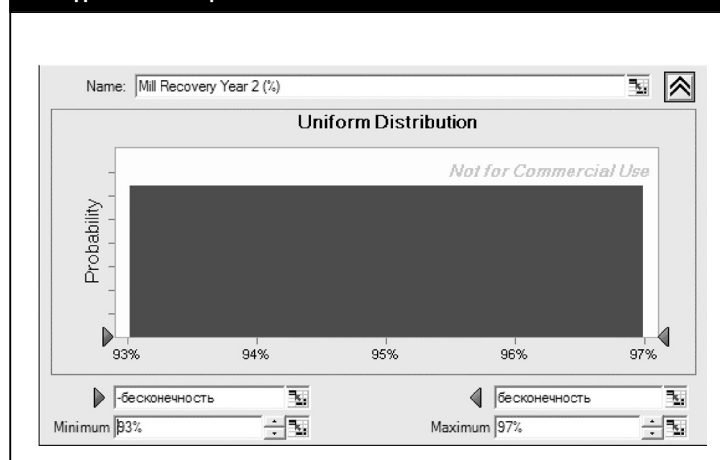 Name: Mill Recovery Year 2 (%)
Uniform Distribution
Not for Commercial Use
Probability
93% 94% 95% 96% 97%
-бесконечность бесконечность
Minimum 93% Maximum 97%